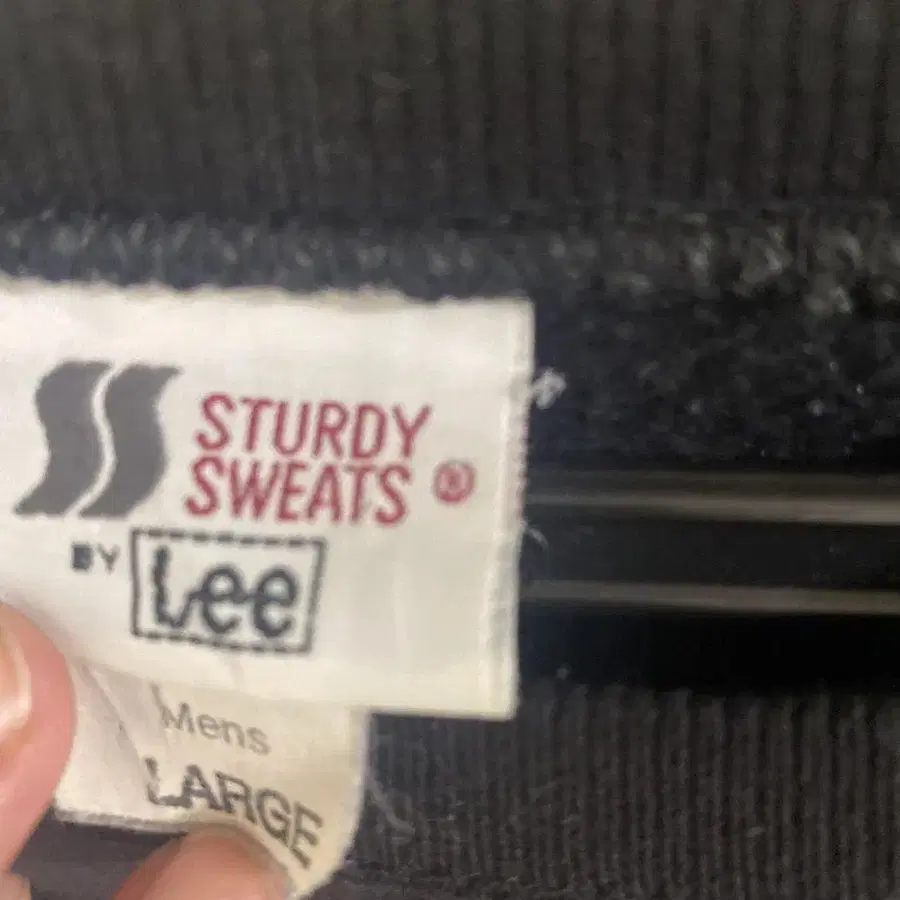 STURDY
SWEATS ®
BY Lee
Mens
LARGE